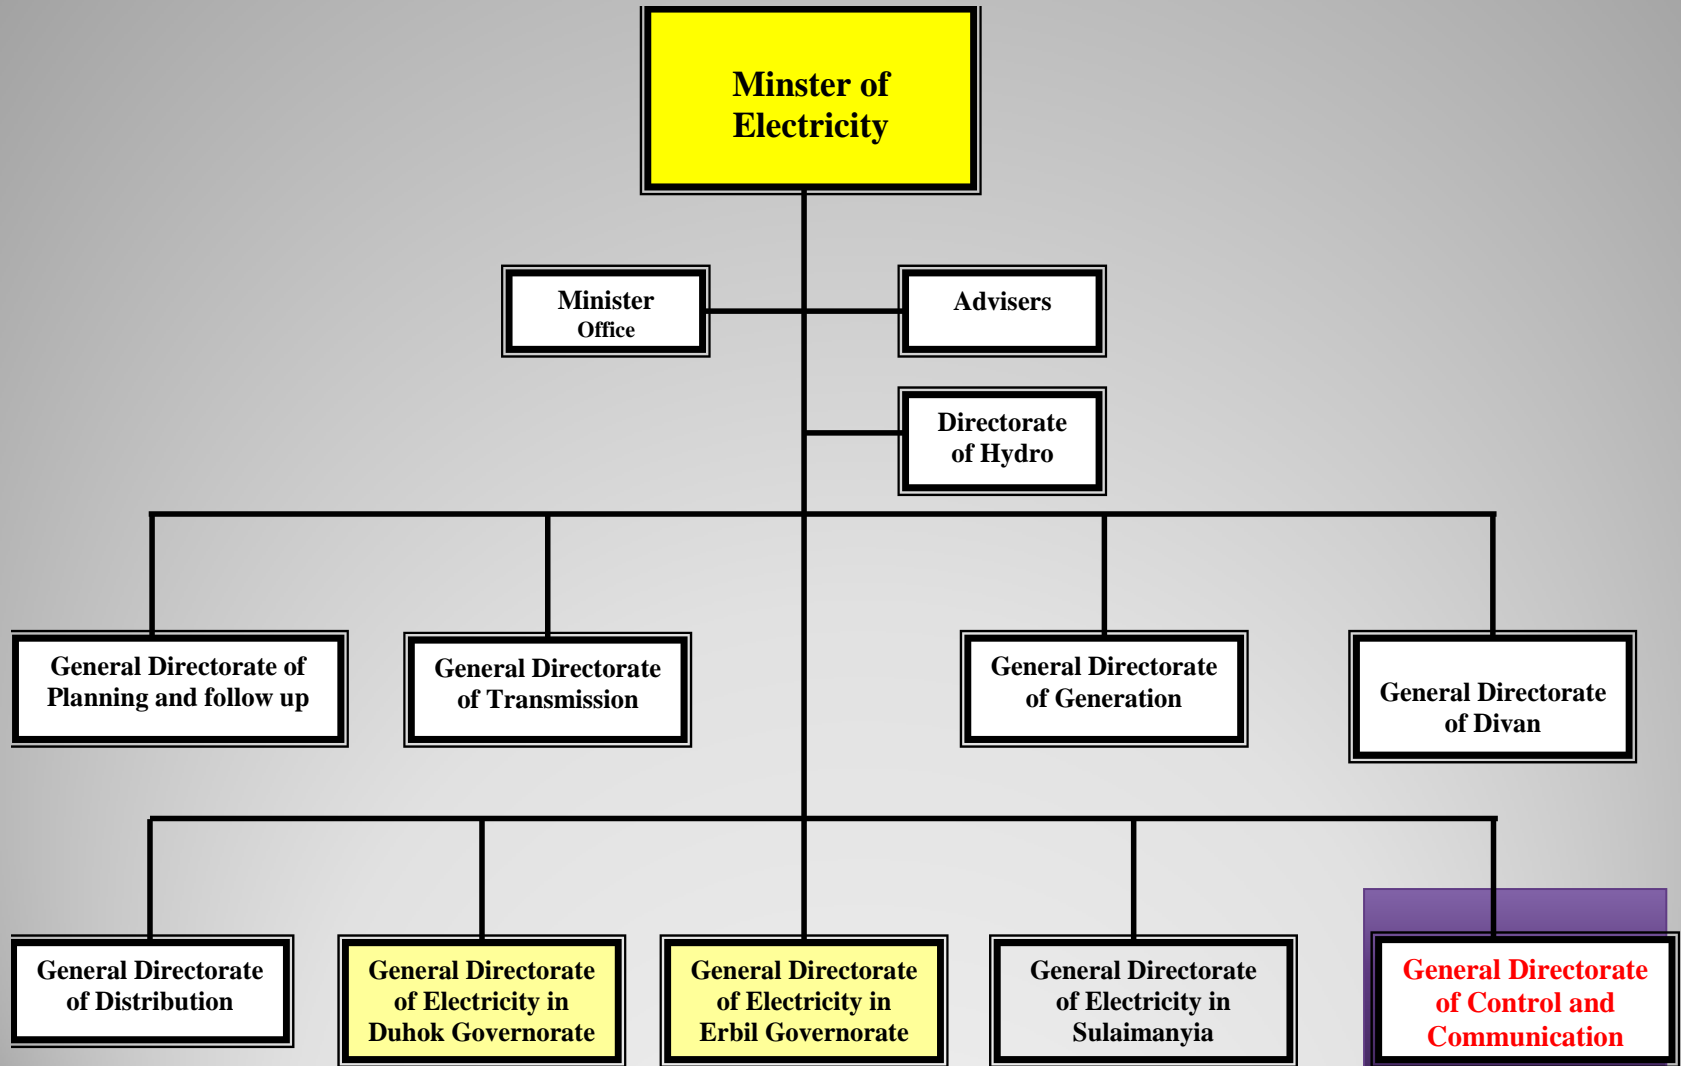 Minster of
Electricity
Minister
Office
Advisers
Directorate
of Hydro
General Directorate of
Planning and follow up
General Directorate
of Transmission
General Directorate
of Generation
General Directorate
of Divan
General Directorate
of Distribution
General Directorate
of Electricity in
Duhok Governorate
General Directorate
of Electricity in
Erbil Governorate
General Directorate
of Electricity in
Sulaimanyia
General Directorate
of Control and
Communication